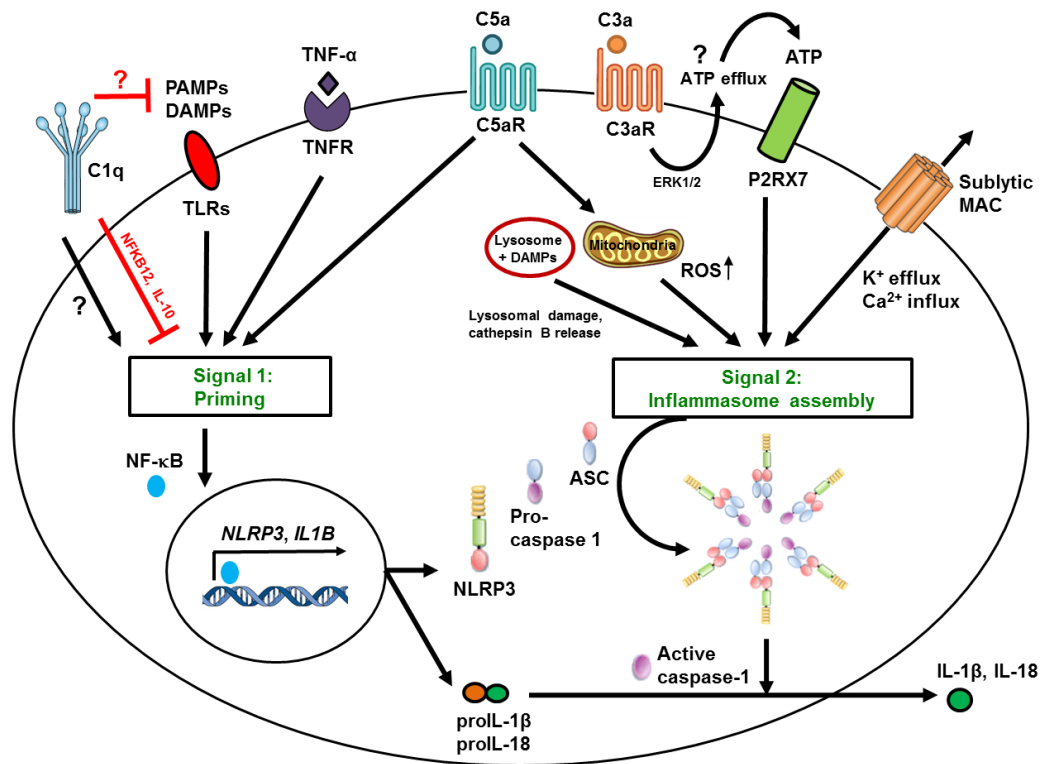 C5a
C3a
TNF-α
?
ATP efflux
ATP
?
PAMPs
DAMPs
C1q
TLRs
TNFR
C5aR
C3aR
ERK1/2
P2RX7
Sublytic
MAC
NFKB12, IL-10
?
Lysosome
+ DAMPs
Mitochondria
ROS
K⁺ efflux
Ca²⁺ influx
Lysosomal damage,
cathepsin B release
Signal 1:
Priming
Signal 2:
Inflammasome assembly
NF-κB
ASC
Pro-
caspase 1
NLRP3, IL1B
NLRP3
Active
caspase-1
IL-1β, IL-18
proIL-1β
proIL-18